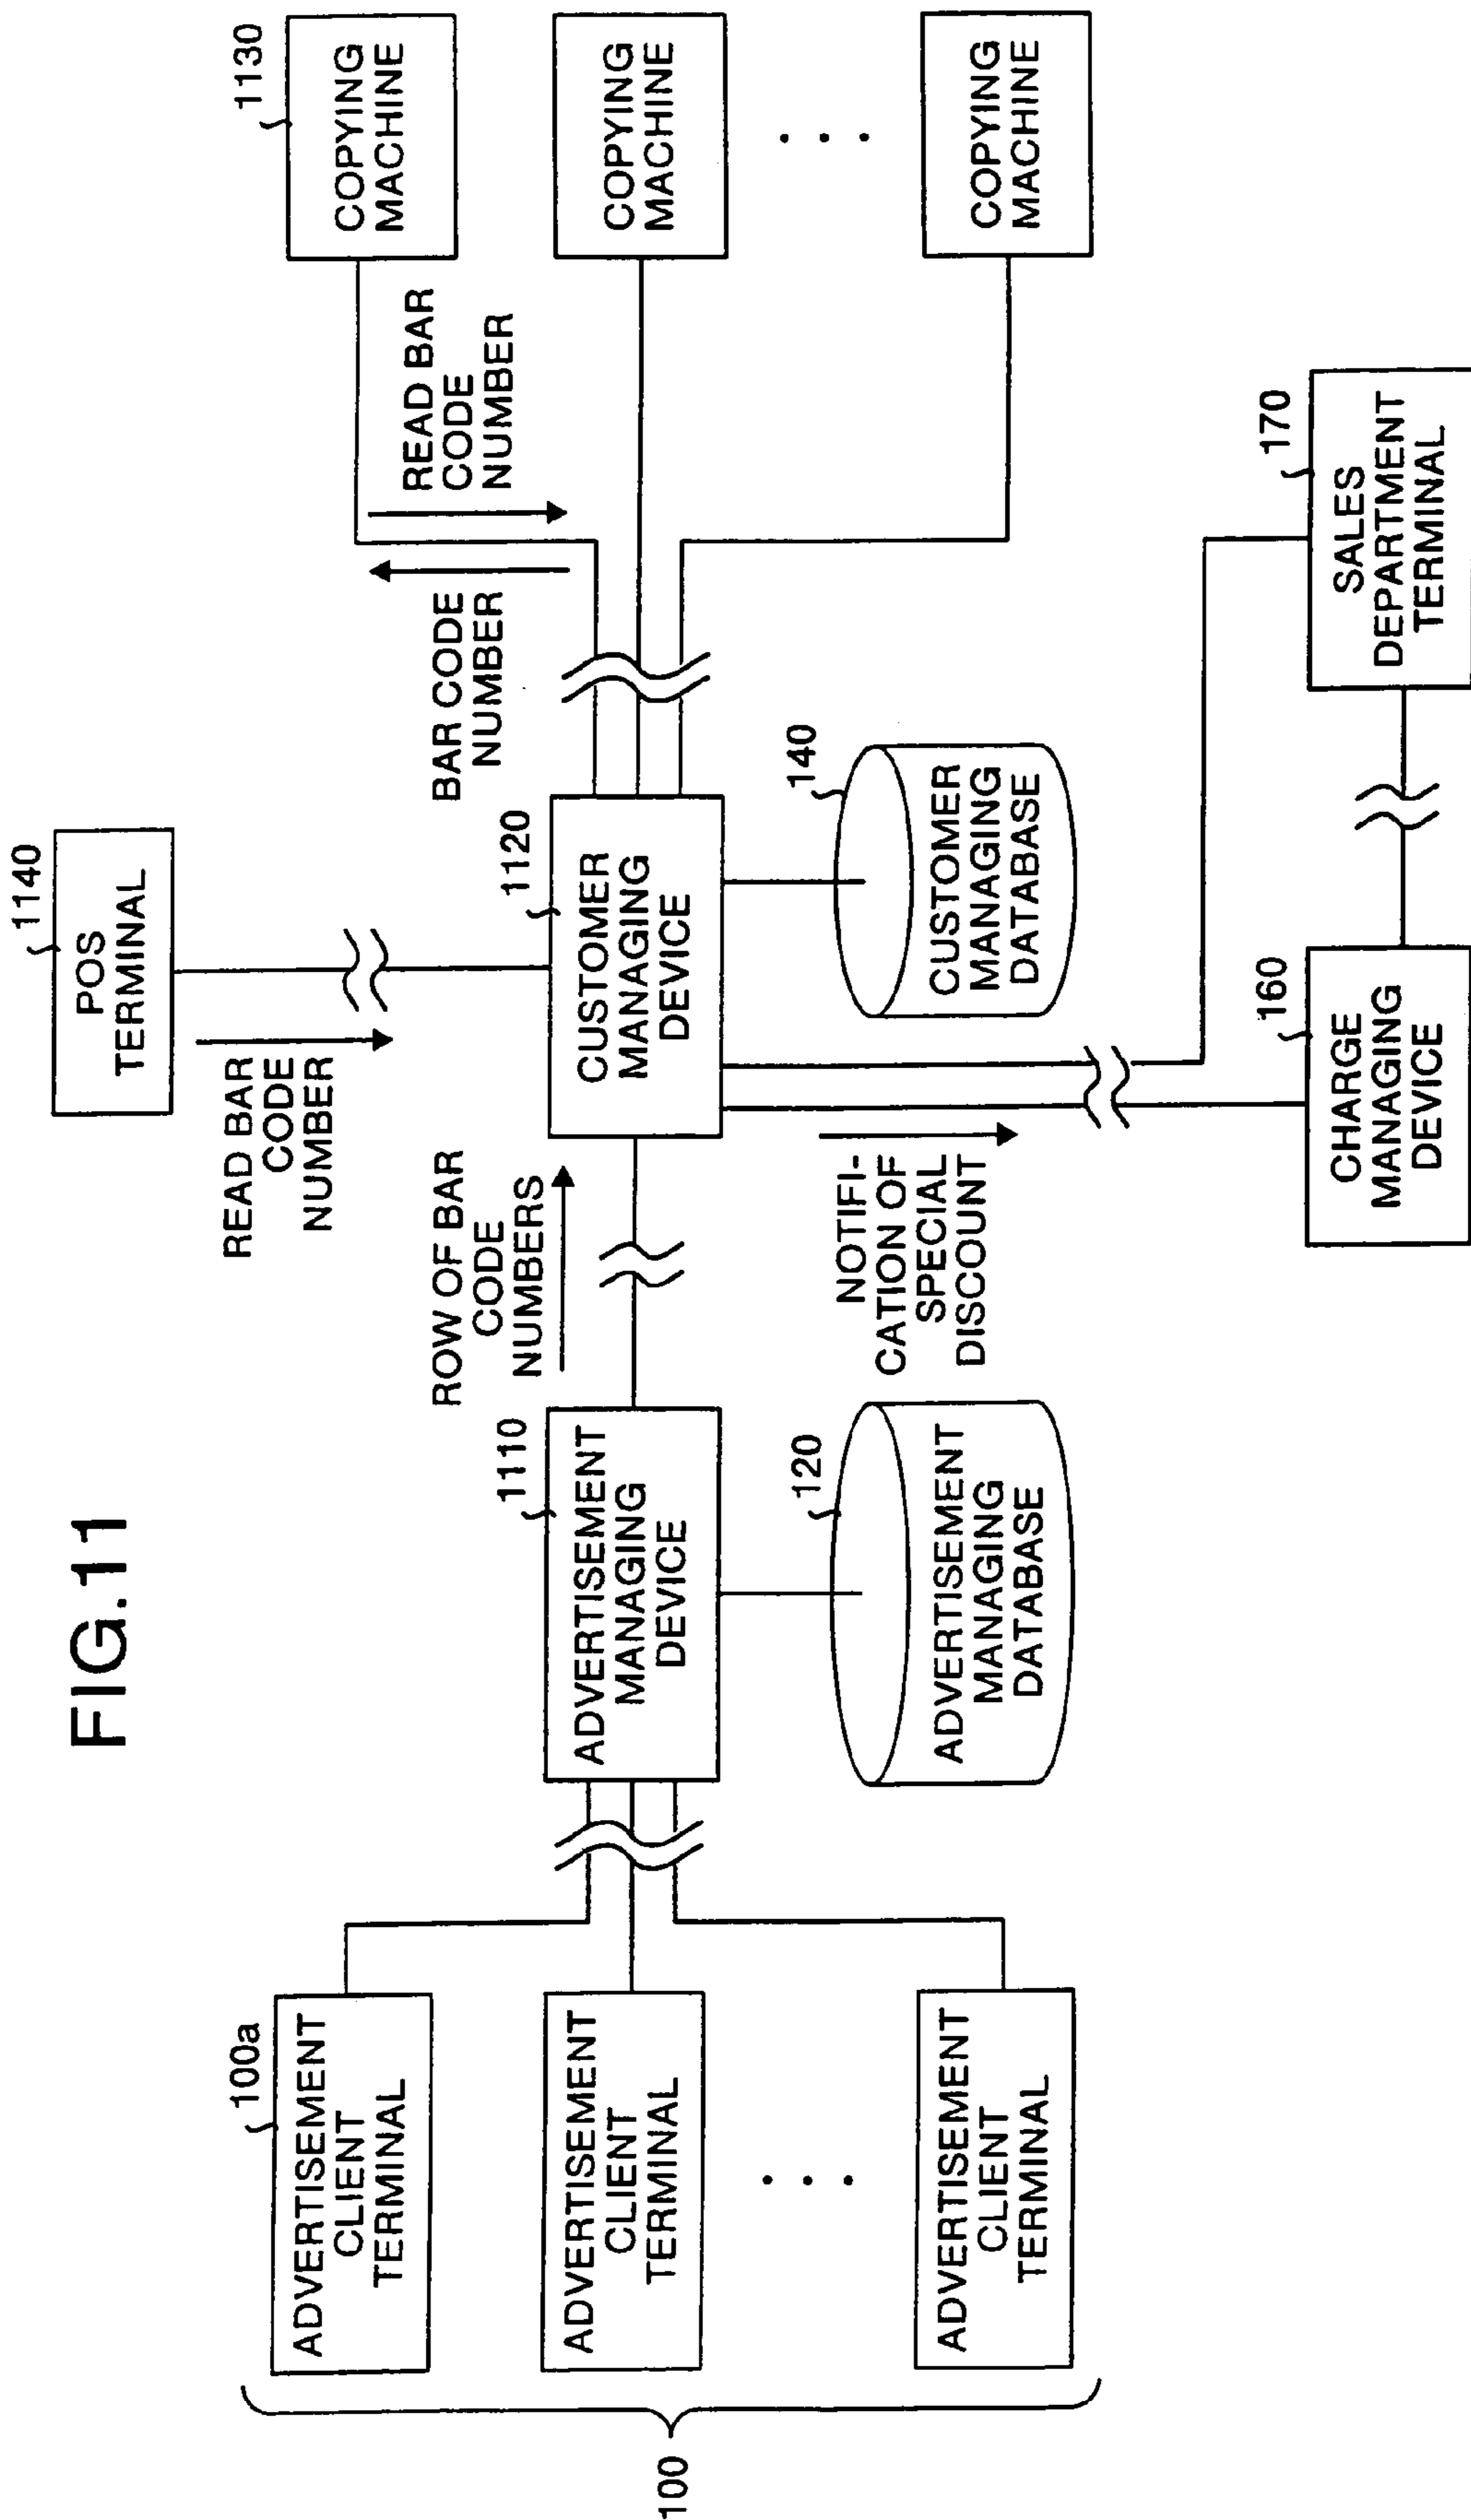 FIG.11
1140
POS
TERMINAL
READ BAR
CODE
NUMBER
1130
COPYING
MACHINE
COPYING
MACHINE
COPYING
MACHINE
READ BAR
CODE
NUMBER
BAR CODE
NUMBER
100a
ADVERTISEMENT
CLIENT
TERMINAL
ADVERTISEMENT
CLIENT
TERMINAL
ADVERTISEMENT
CLIENT
TERMINAL
100
1110
ADVERTISEMENT
MANAGING
DEVICE
ROW OF BAR
CODE
NUMBERS
1120
CUSTOMER
MANAGING
DEVICE
120
ADVERTISEMENT
MANAGING
DATABASE
140
CUSTOMER
MANAGING
DATABASE
NOTIFI-
CATION OF
SPECIAL
DISCOUNT
160
CHARGE
MANAGING
DEVICE
170
SALES
DEPARTMENT
TERMINAL